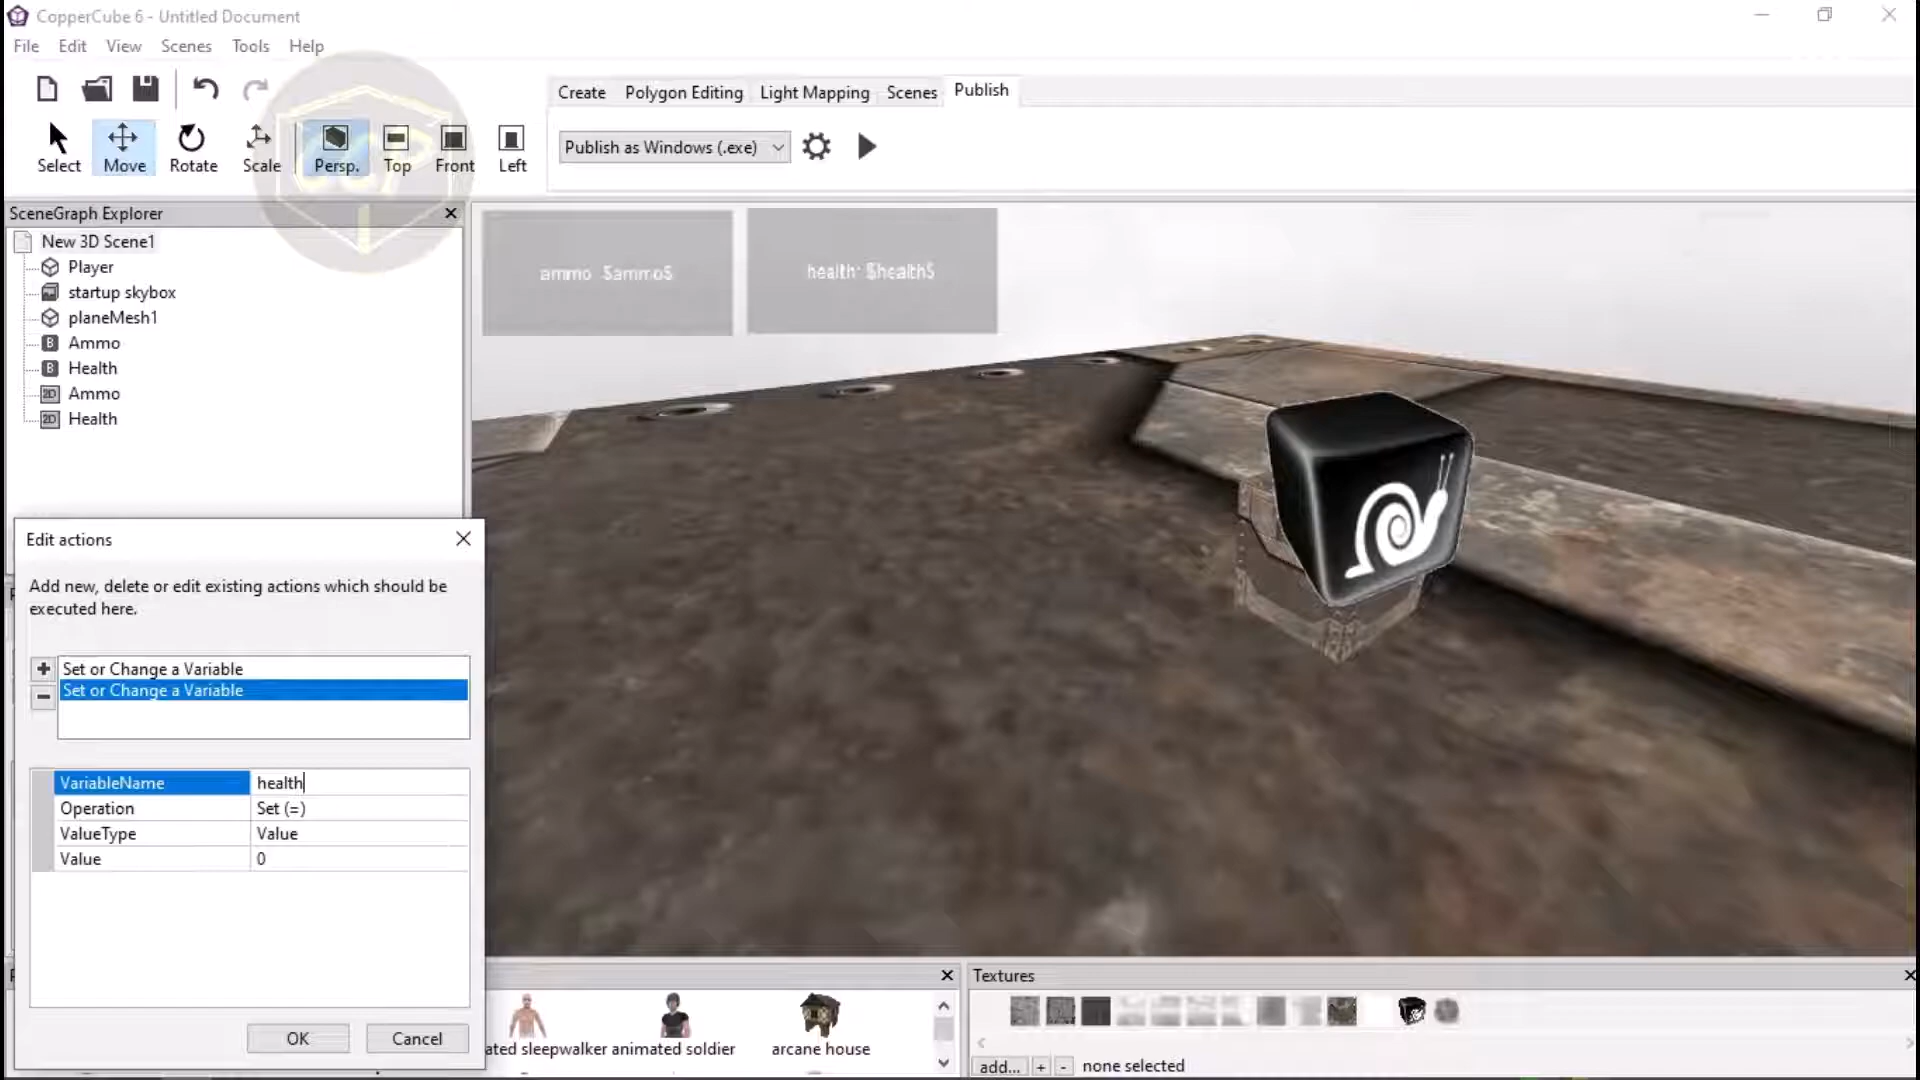 CopperCube 6 - Untitled Document
File Edit View Scenes Tools Help
Create Polygon Editing Light Mapping Scenes Publish
Select Move Rotate Scale Persp. Top Front Left
Publish as Windows (.exe)
SceneGraph Explorer
New 3D Scene1
Player
startup skybox
planeMesh1
B Ammo
B Health
2D Ammo
2D Health
ammo $ammo$
health: $health$
Edit actions
Add new, delete or edit existing actions which should be
executed here.
Set or Change a Variable
Set or Change a Variable
VariableName health
Operation Set (=)
ValueType Value
Value 0
OK Cancel
ated sleepwalker animated soldier arcane house
Textures
add... + - none selected